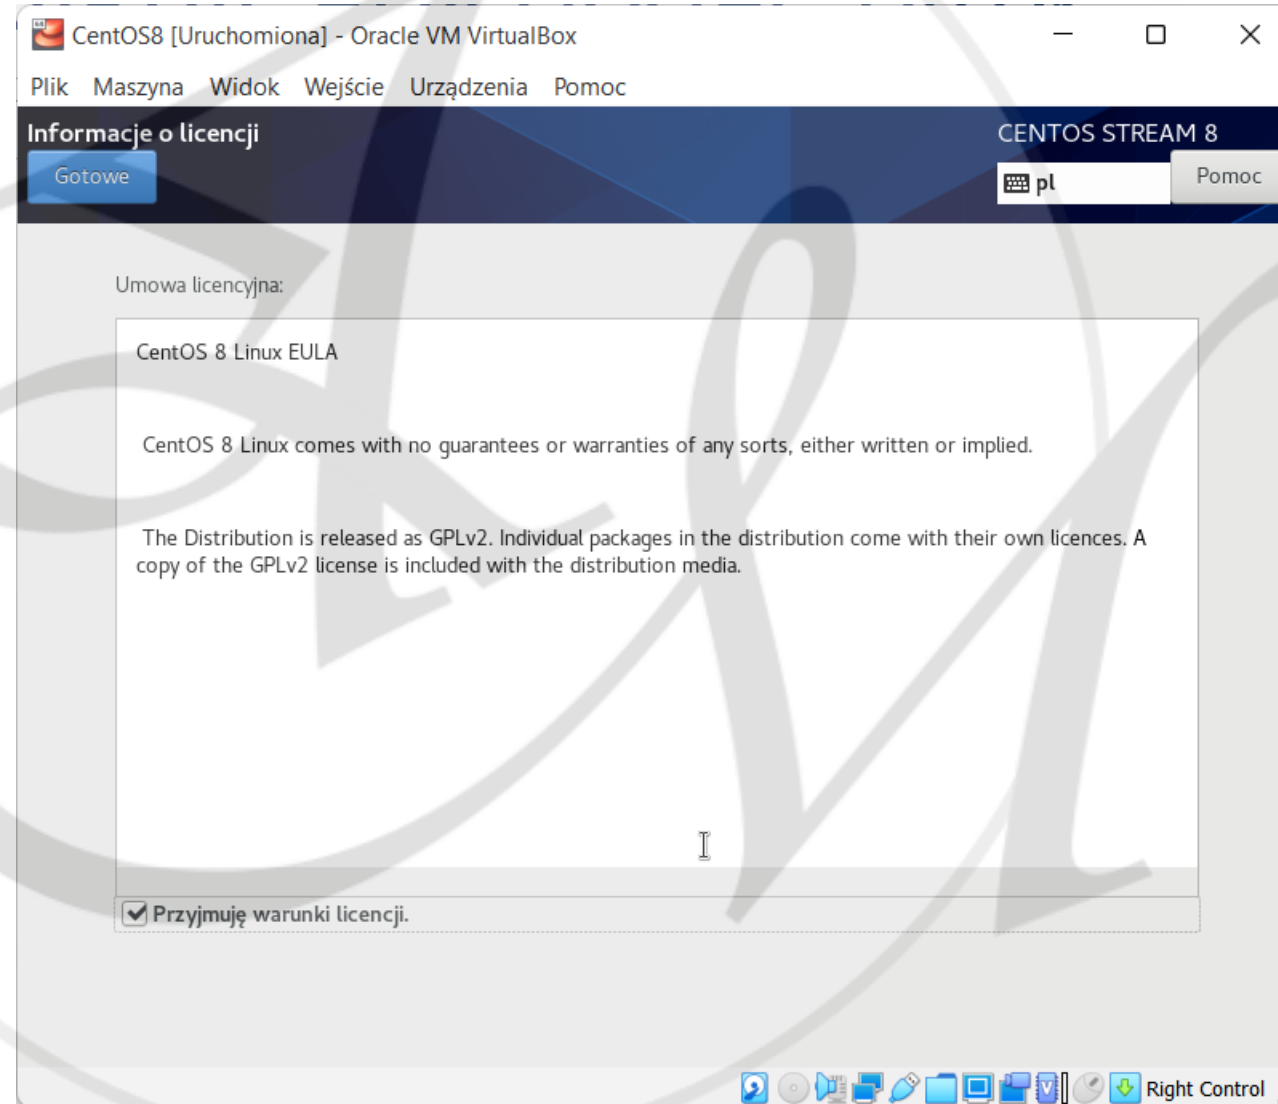 CentOS8 [Uruchomiona] - Oracle VM VirtualBox
Plik Maszyna Widok Wejście Urządzenia Pomoc
Informacje o licencji
CENTOS STREAM 8
Gotowe
pl
Pomoc
Umowa licencyjna:
CentOS 8 Linux EULA
CentOS 8 Linux comes with no guarantees or warranties of any sorts, either written or implied.
The Distribution is released as GPLv2. Individual packages in the distribution come with their own licences. A
copy of the GPLv2 license is included with the distribution media.
Przyjmuję warunki licencji.
Right Control